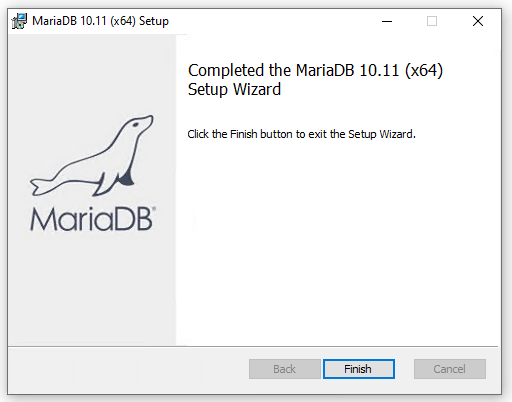 MariaDB 10.11 (x64) Setup
Completed the MariaDB 10.11 (x64)
Setup Wizard
Click the Finish button to exit the Setup Wizard.
MariaDB®
Back
Finish
Cancel